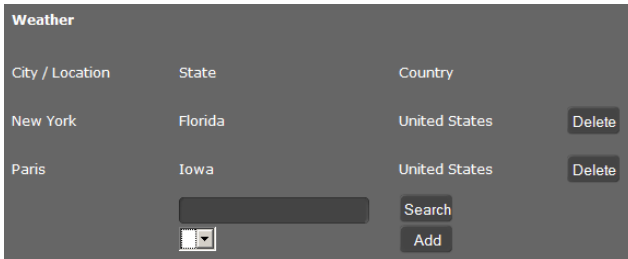 Weather
City / Location State Country
New York Florida United States Delete
Paris Iowa United States Delete
Search
Add